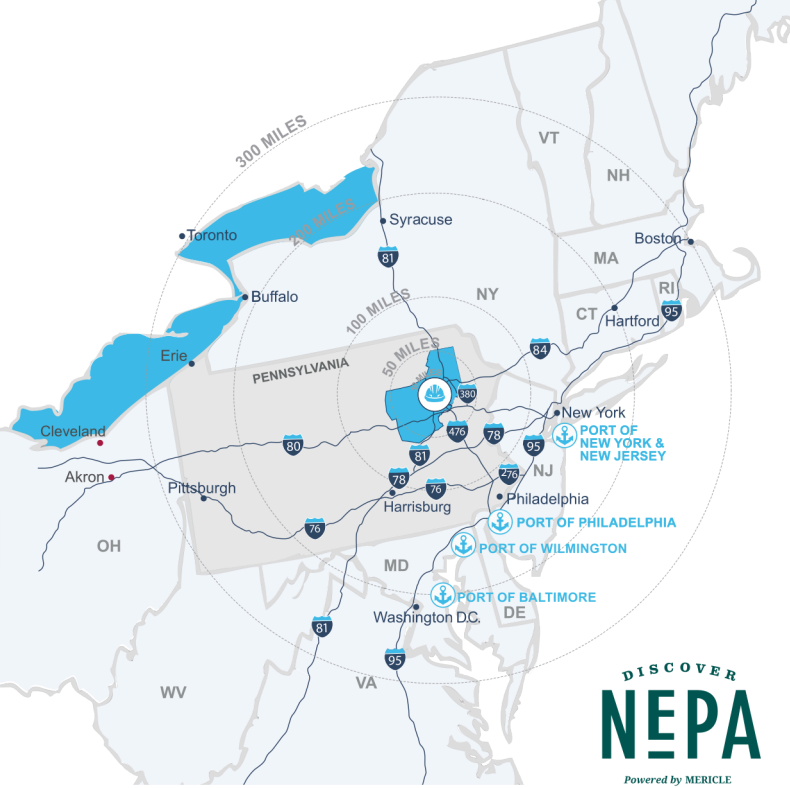 300 MILES
VT
NH
200 MILES
Syracuse
Toronto
Boston
81
MA
Buffalo
100 MILES
NY
RI
CT
95
Hartford
50 MILES
84
Erie
PENNSYLVANIA
MILES
380
New York
Cleveland
476
78
PORT OF
NEW YORK &
NEW JERSEY
80
95
81
NJ
Akron
78
276
Pittsburgh
76
Harrisburg
Philadelphia
76
PORT OF PHILADELPHIA
OH
PORT OF WILMINGTON
MD
PORT OF BALTIMORE
Washington D.C.
DE
81
95
WV
VA
DISCOVER
NEPA
Powered by MERICLE